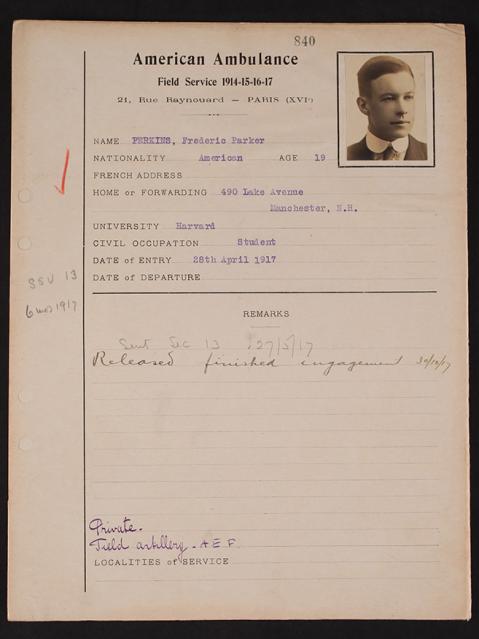 840
American Ambulance
Field Service 1914-15-16-17
21, Rue Raynouard — PARIS (XVIe)
NAME PERKINS, Frederic Parker
NATIONALITY American AGE 19
FRENCH ADDRESS
HOME or FORWARDING 490 Lake Avenue
Manchester, N.H.
UNIVERSITY Harvard
CIVIL OCCUPATION Student
DATE of ENTRY 28th April 1917
DATE of DEPARTURE
SSU 13
6 mos 1917
REMARKS
Sent Sec 13 27/5/17
Released finished engagement 30/10/17
Private.
Field artillery. A E F.
LOCALITIES of SERVICE